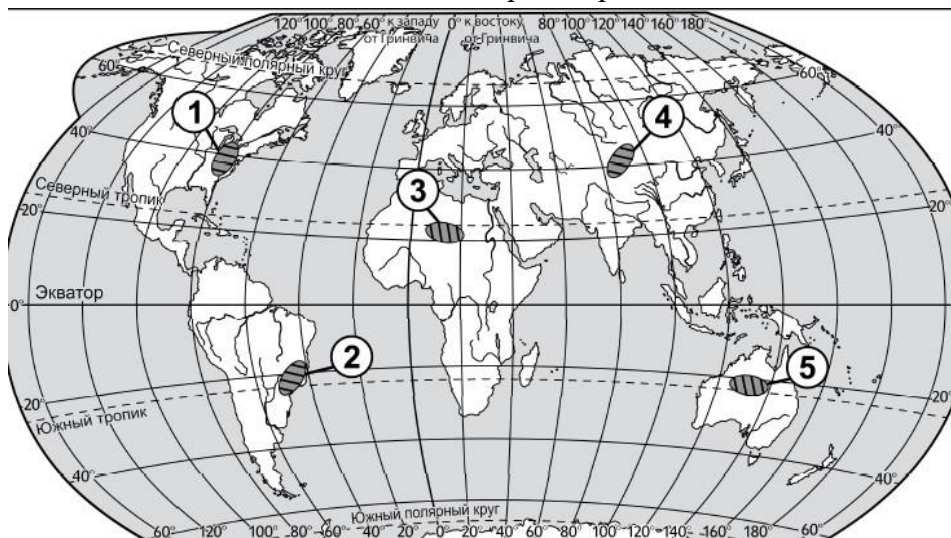 120° 100° 80° 60° к западу 0° к востоку 80° 100° 120° 140° 160° 180°
от Гринвича от Гринвича
Северный полярный круг
60° 60°
1 4
40° 40°
3
Северный тропик
20° 20°
Экватор
0° 0°
2 5
20° 20°
Южный тропик
40° 40°
Южный полярный круг
60° 120° 100° 80° 60° 40° 20° 0° 20° 40° 60° 80° 100° 120° 140° 160° 60°